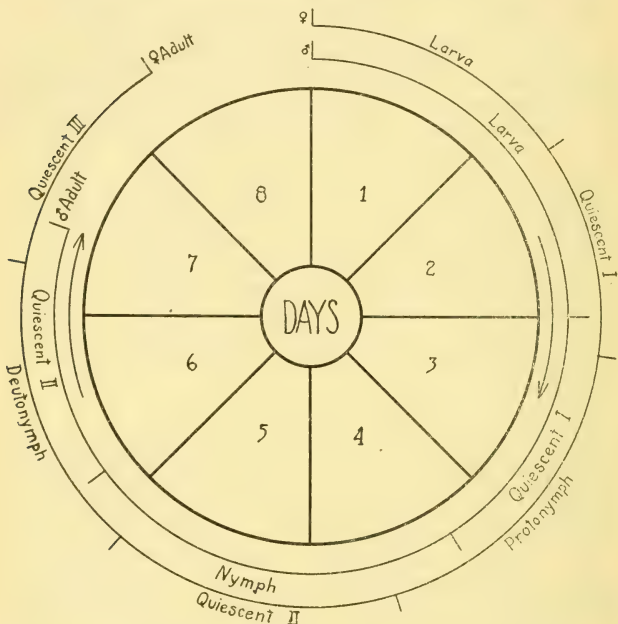 ♀
Larva
♂
Larva
Quiescent I
Quiescent I
Protonymph
Nymph
Quiescent II
Deutonymph
Quiescent II
♂Adult
Quiescent III
♀Adult
1
2
3
4
5
6
7
8
DAYS